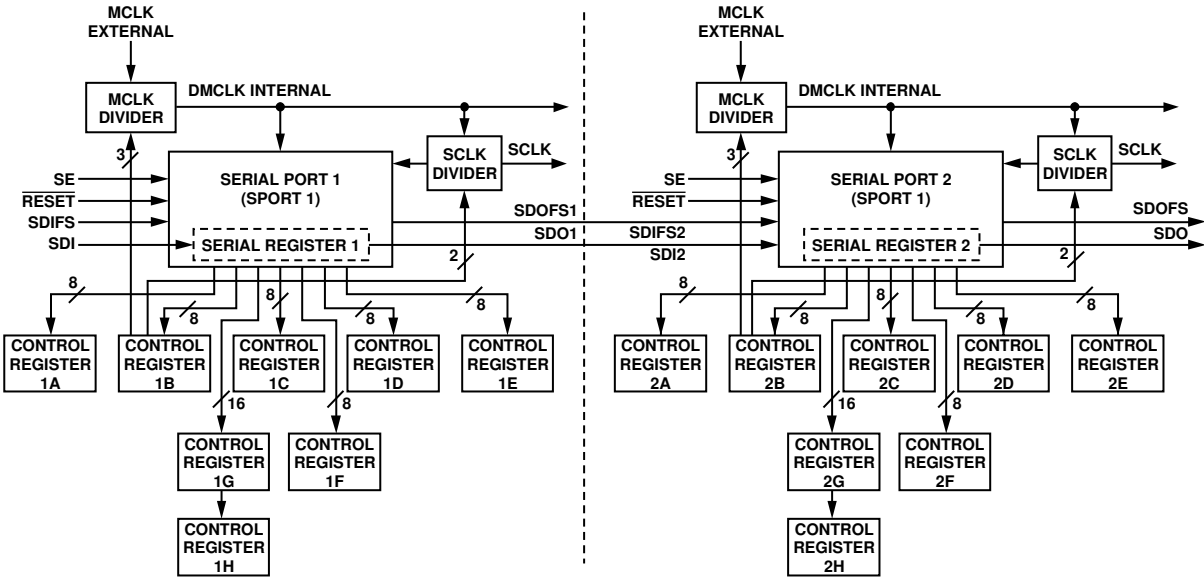 MCLK
EXTERNAL
MCLK
DIVIDER
DMCLK INTERNAL
3
SCLK
DIVIDER
SCLK
SE
RESET
SDIFS
SDI
SERIAL PORT 1
(SPORT 1)
SERIAL REGISTER 1
SDOFS1
SDO1
SDIFS2
SDI2
2
8
8
8
8
8
CONTROL
REGISTER
1A
CONTROL
REGISTER
1B
CONTROL
REGISTER
1C
CONTROL
REGISTER
1D
CONTROL
REGISTER
1E
16
8
CONTROL
REGISTER
1G
CONTROL
REGISTER
1F
CONTROL
REGISTER
1H
MCLK
EXTERNAL
MCLK
DIVIDER
DMCLK INTERNAL
3
SCLK
DIVIDER
SCLK
SE
RESET
SERIAL PORT 2
(SPORT 1)
SERIAL REGISTER 2
SDOFS
SDO
2
8
8
8
8
8
CONTROL
REGISTER
2A
CONTROL
REGISTER
2B
CONTROL
REGISTER
2C
CONTROL
REGISTER
2D
CONTROL
REGISTER
2E
16
8
CONTROL
REGISTER
2G
CONTROL
REGISTER
2F
CONTROL
REGISTER
2H